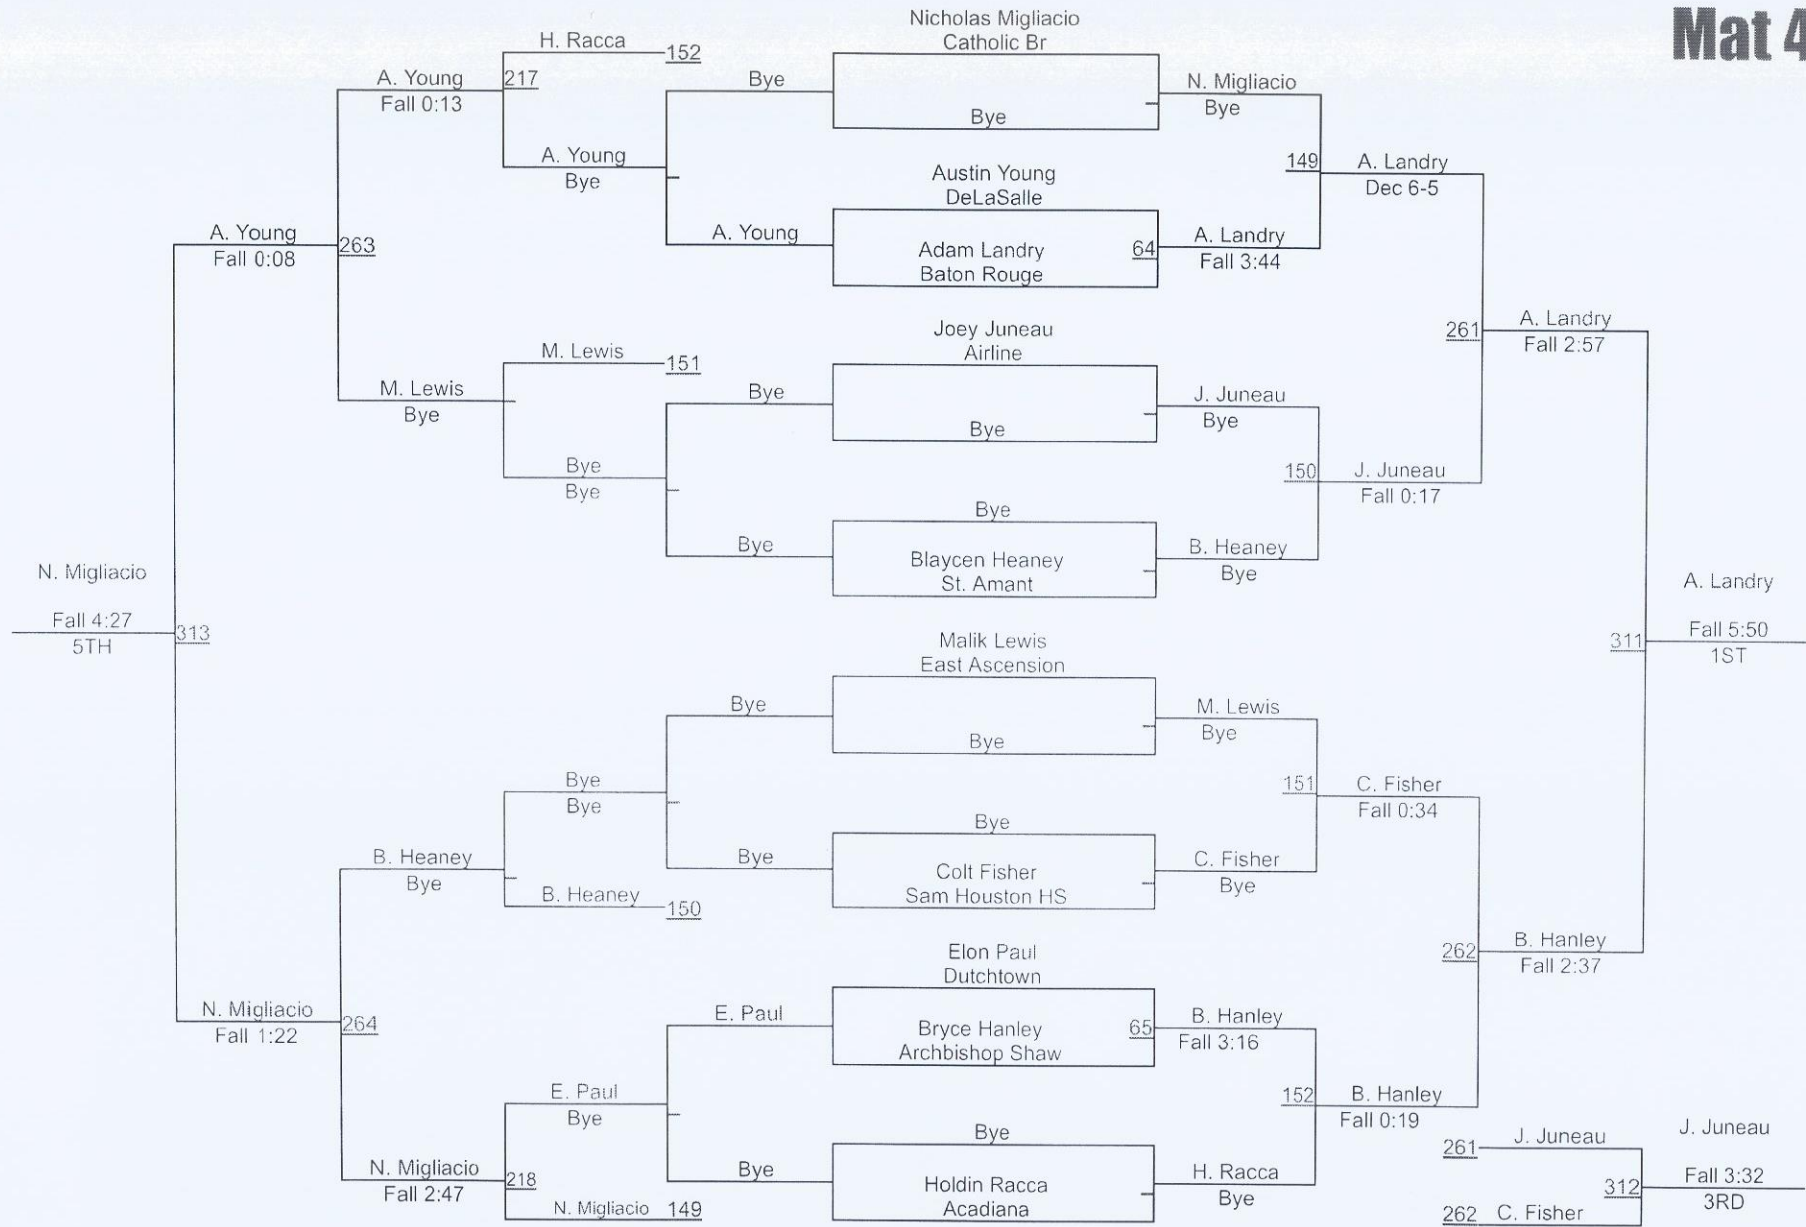 Mat 4
Nicholas Migliacio
Catholic Br
H. Racca
152
A. Young
217
Fall 0:13
Bye
N. Migliacio
Bye
Bye
A. Young
Bye
149
A. Landry
Dec 6-5
Austin Young
DeLaSalle
A. Young
263
Fall 0:08
A. Young
Adam Landry
64
Baton Rouge
A. Landry
Fall 3:44
Joey Juneau
Airline
261
A. Landry
Fall 2:57
M. Lewis
151
M. Lewis
Bye
Bye
J. Juneau
Bye
Bye
Bye
Bye
150
J. Juneau
Fall 0:17
Bye
Bye
Blaycen Heaney
St. Amant
B. Heaney
Bye
N. Migliacio
Fall 4:27
313
5TH
A. Landry
311
Fall 5:50
1ST
Malik Lewis
East Ascension
Bye
M. Lewis
Bye
Bye
Bye
Bye
151
C. Fisher
Fall 0:34
Bye
B. Heaney
Bye
Bye
Colt Fisher
Sam Houston HS
C. Fisher
Bye
B. Heaney
150
262
B. Hanley
Fall 2:37
Elon Paul
Dutchtown
N. Migliacio
264
Fall 1:22
E. Paul
Bryce Hanley
65
Archbishop Shaw
B. Hanley
Fall 3:16
E. Paul
Bye
152
B. Hanley
Fall 0:19
Bye
261
J. Juneau
J. Juneau
N. Migliacio
218
Fall 2:47
Bye
Holdin Racca
Acadiana
H. Racca
Bye
312
Fall 3:32
3RD
N. Migliacio
149
262
C. Fisher